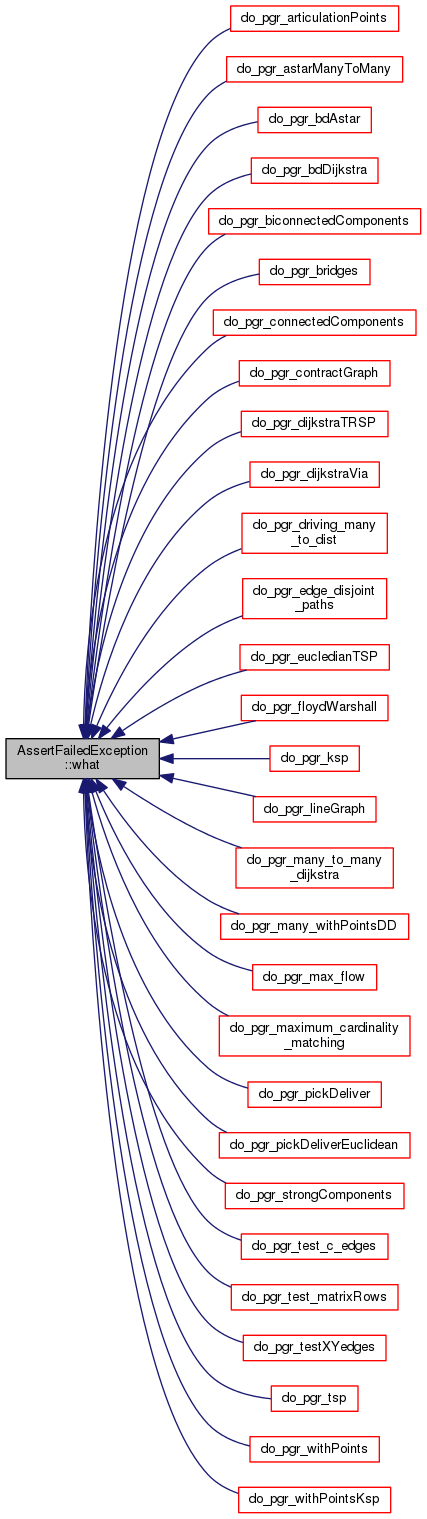 do_pgr_articulationPoints
do_pgr_astarManyToMany
do_pgr_bdAstar
do_pgr_bdDijkstra
do_pgr_biconnectedComponents
do_pgr_bridges
do_pgr_connectedComponents
do_pgr_contractGraph
do_pgr_dijkstraTRSP
do_pgr_dijkstraVia
do_pgr_driving_many
_to_dist
do_pgr_edge_disjoint
_paths
do_pgr_eucledianTSP
do_pgr_floydWarshall
AssertFailedException
::what
do_pgr_ksp
do_pgr_lineGraph
do_pgr_many_to_many
_dijkstra
do_pgr_many_withPointsDD
do_pgr_max_flow
do_pgr_maximum_cardinality
_matching
do_pgr_pickDeliver
do_pgr_pickDeliverEuclidean
do_pgr_strongComponents
do_pgr_test_c_edges
do_pgr_test_matrixRows
do_pgr_testXYedges
do_pgr_tsp
do_pgr_withPoints
do_pgr_withPointsKsp